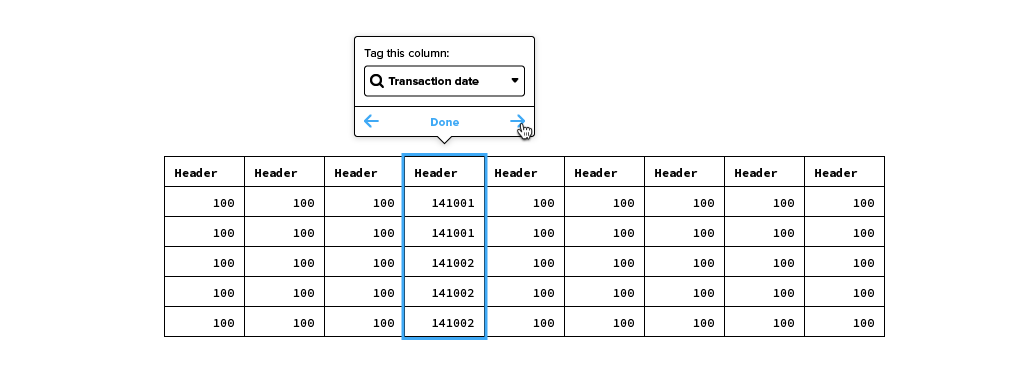 Tag this column:
Transaction date
Done
Header Header Header Header Header Header Header Header Header
100 100 100 141001 100 100 100 100 100
100 100 100 141001 100 100 100 100 100
100 100 100 141002 100 100 100 100 100
100 100 100 141002 100 100 100 100 100
100 100 100 141002 100 100 100 100 100